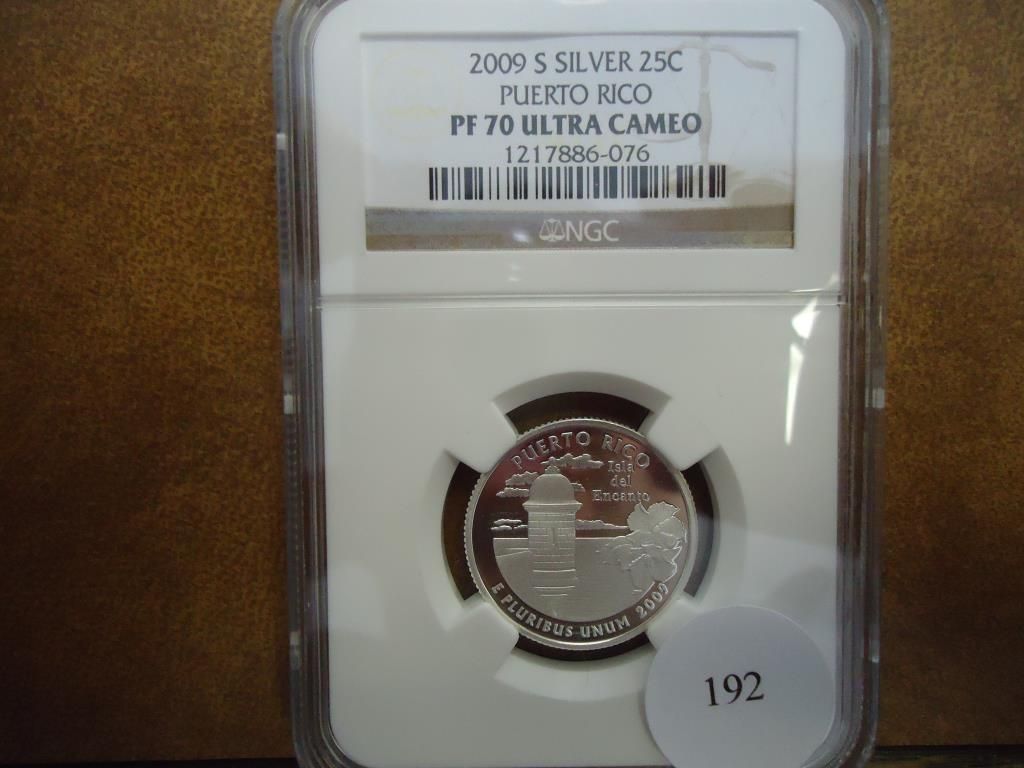 2009 S SILVER 25C
PUERTO RICO
PF 70 ULTRA CAMEO
1217886-076
NGC
PUERTO RICO
Isla
del
Encanto
E PLURIBUS UNUM 2009
192